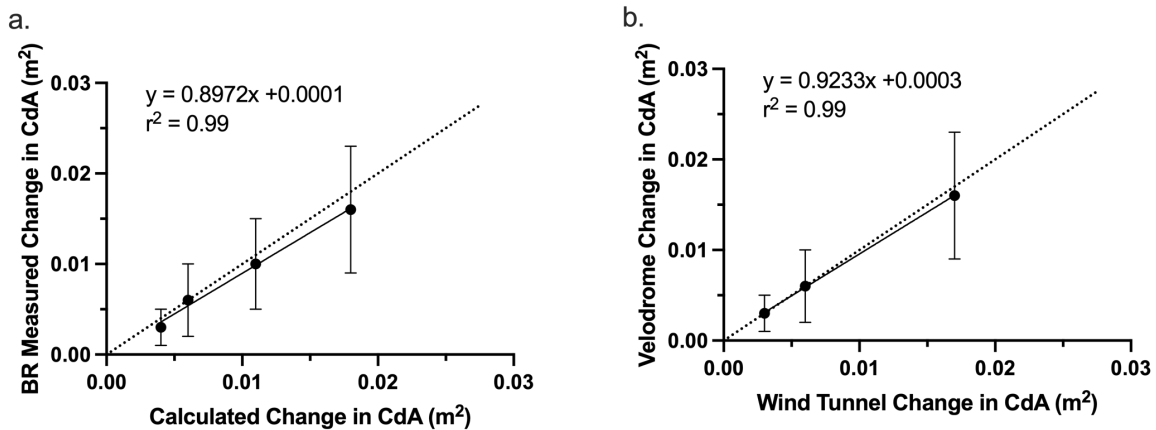 a.
BR Measured Change in CdA (m²)
0.03
0.02
0.01
0.00
y = 0.8972x +0.0001
r² = 0.99
0.00 0.01 0.02 0.03
Calculated Change in CdA (m²)
b.
Velodrome Change in CdA (m²)
0.03
0.02
0.01
0.00
y = 0.9233x +0.0003
r² = 0.99
0.00 0.01 0.02 0.03
Wind Tunnel Change in CdA (m²)